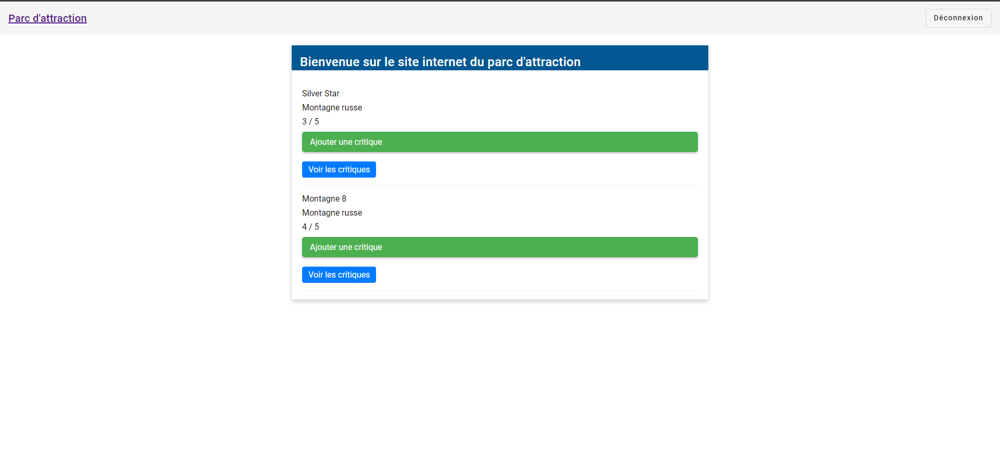 Parc d'attraction
Déconnexion
Bienvenue sur le site internet du parc d'attraction
Silver Star
Montagne russe
3 / 5
Ajouter une critique
Voir les critiques
Montagne 8
Montagne russe
4 / 5
Ajouter une critique
Voir les critiques